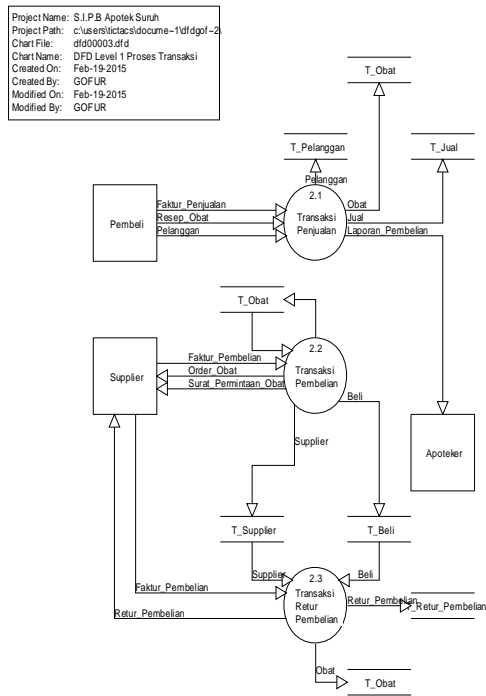 Project Name: S.I.P.B Apotek Suruh
Project Path: c:\users\tictacs\docume~1\dfdgof~2\
Chart File: dfd00003.dfd
Chart Name: DFD Level 1 Proses Transaksi
Created On: Feb-19-2015
Created By: GOFUR
Modified On: Feb-19-2015
Modified By: GOFUR
T_Obat
T_Pelanggan
T_Jual
Pelanggan
2.1
Transaksi
Penjualan
Pembeli
Faktur_Penjualan
Resep_Obat
Pelanggan
Obat
Jual
Laporan_Pembelian
T_Obat
2.2
Transaksi
Pembelian
Supplier
Faktur_Pembelian
Order_Obat
Surat_Permintaan_Obat
Beli
Supplier
Apoteker
T_Supplier
T_Beli
Supplier
Beli
2.3
Transaksi
Retur
Pembelian
Faktur_Pembelian
Retur_Pembelian
Retur_Pembelian
T_Retur_Pembelian
Obat
T_Obat